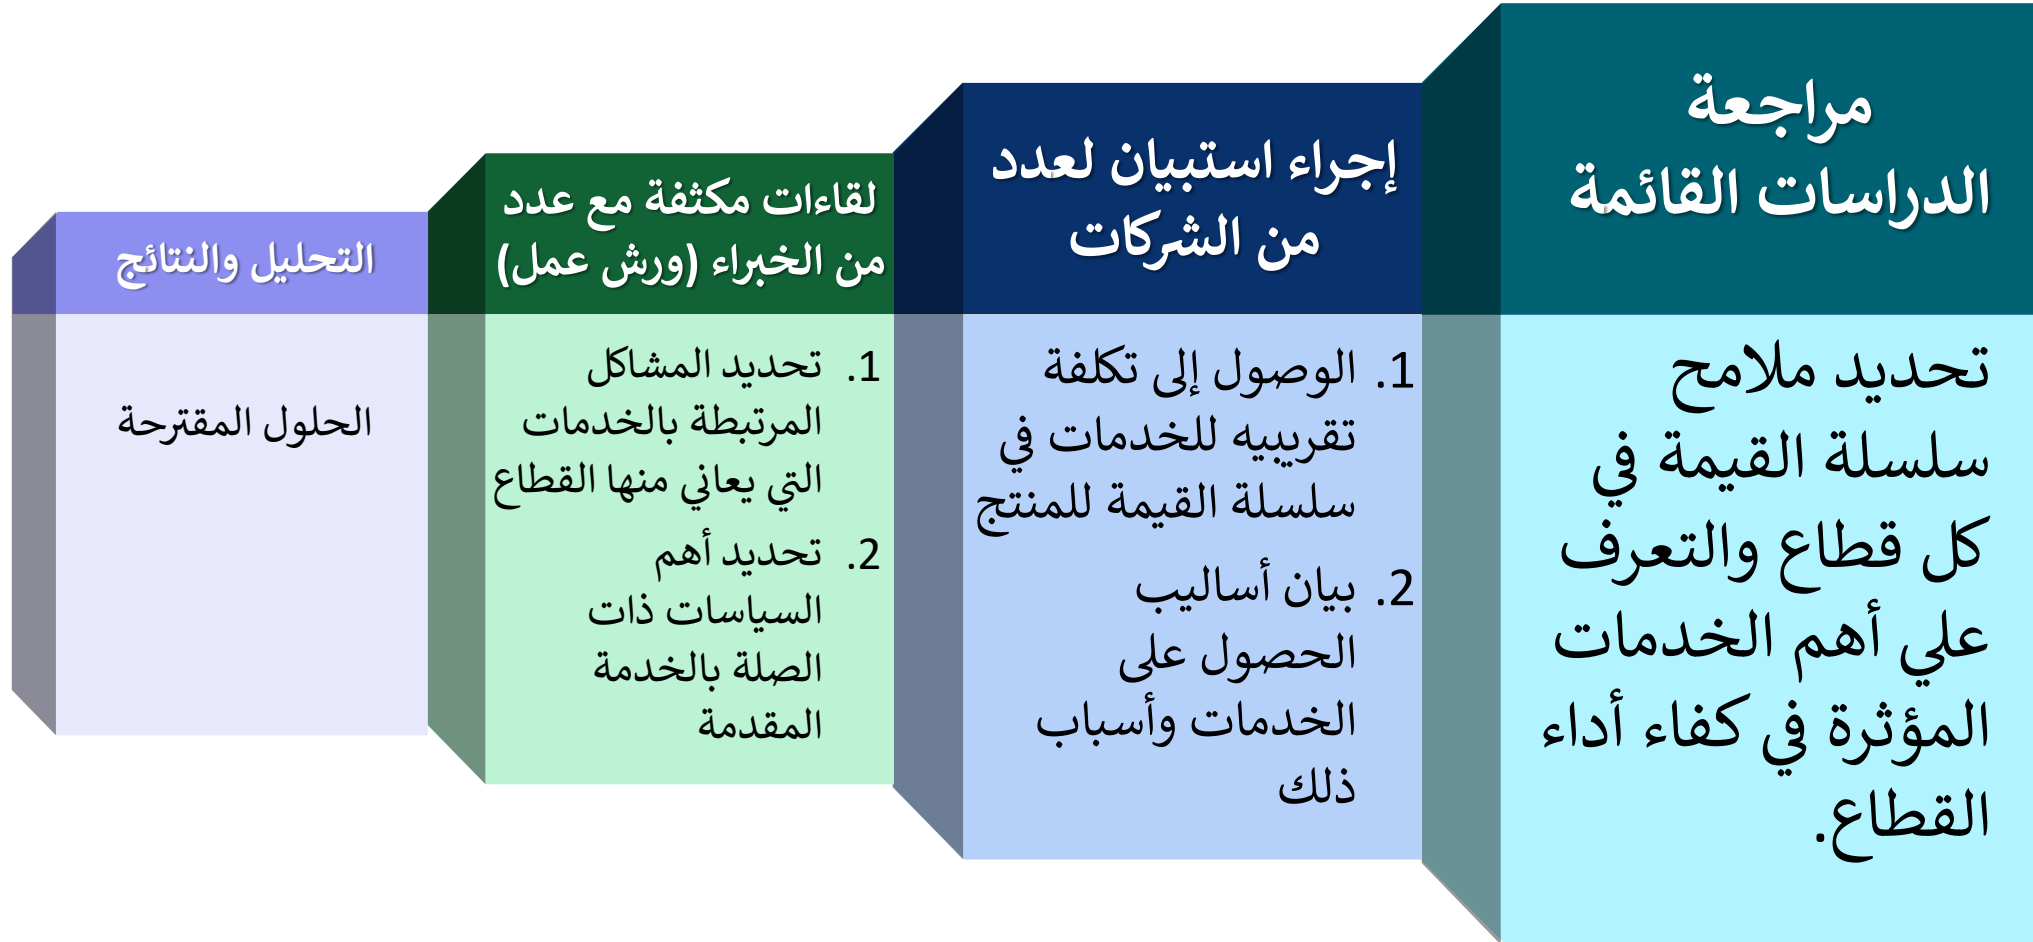 مراجعة
الدراسات القائمة
تحديد ملامح
سلسلة القيمة في
كل قطاع والتعرف
علي أهم الخدمات
المؤثرة في كفاء أداء
القطاع.
إجراء استبيان لعدد
من الشركات
1. الوصول إلى تكلفة
تقريبيه للخدمات في
سلسلة القيمة للمنتج
2. بيان أساليب
الحصول على
الخدمات وأسباب
ذلك
لقاءات مكثفة مع عدد
من الخبراء (ورش عمل)
1. تحديد المشاكل
المرتبطة بالخدمات
التي يعاني منها القطاع
2. تحديد أهم
السياسات ذات
الصلة بالخدمة
المقدمة
التحليل والنتائج
الحلول المقترحة